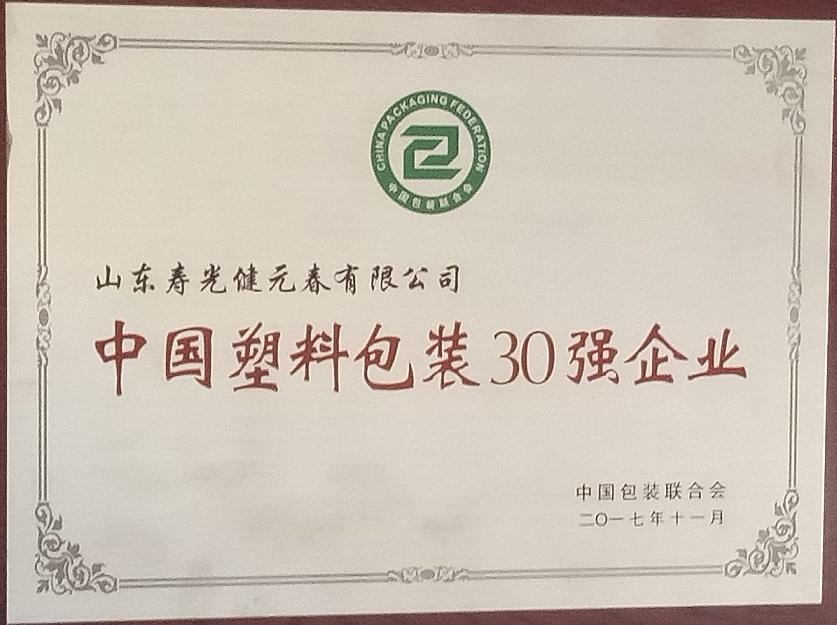 CHINA PACKAGING FEDERATION
中国包装联合会
山东寿光健元春有限公司
中国塑料包装30强企业
中国包装联合会
二〇一七年十一月